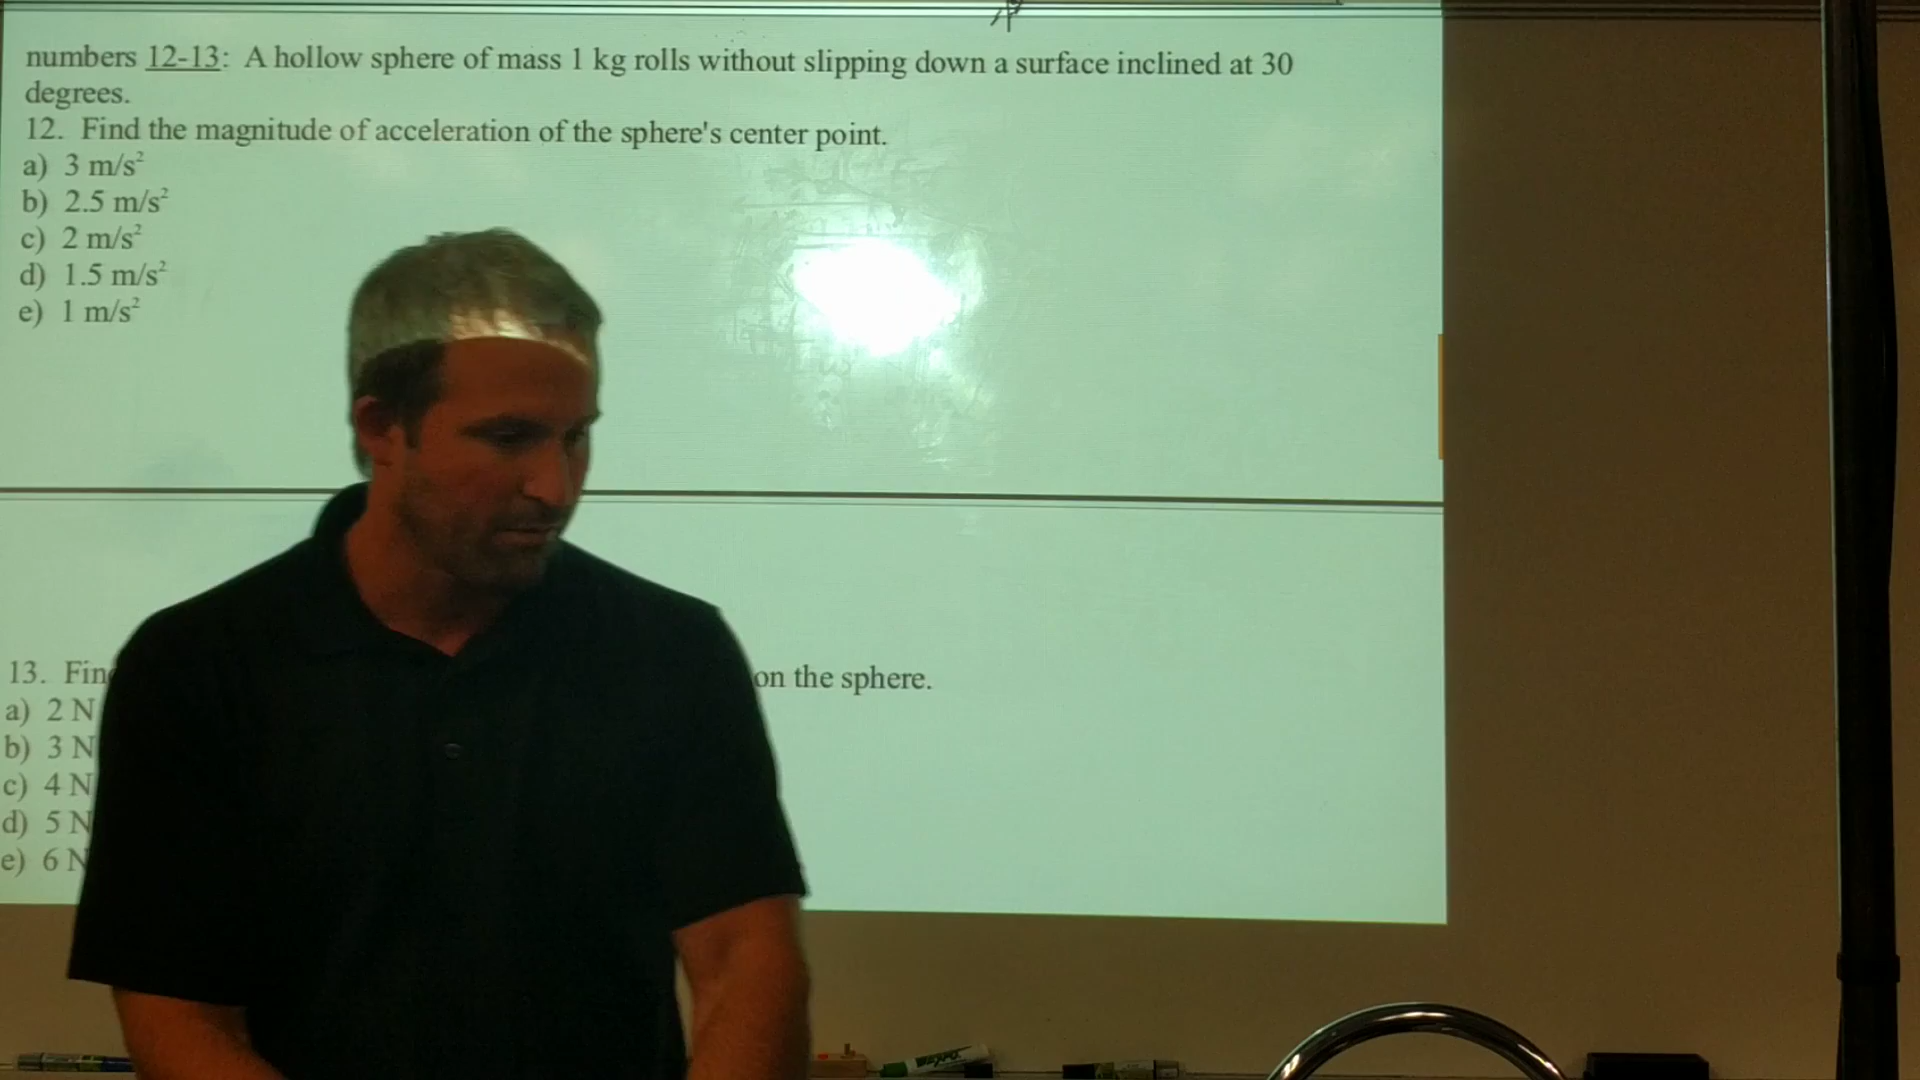 numbers 12-13: A hollow sphere of mass 1 kg rolls without slipping down a surface inclined at 30
degrees.
12. Find the magnitude of acceleration of the sphere's center point.
a) 3 m/s²
b) 2.5 m/s²
c) 2 m/s²
d) 1.5 m/s²
e) 1 m/s²
13. Fin on the sphere.
a) 2 N
b) 3 N
c) 4 N
d) 5 N
e) 6 N